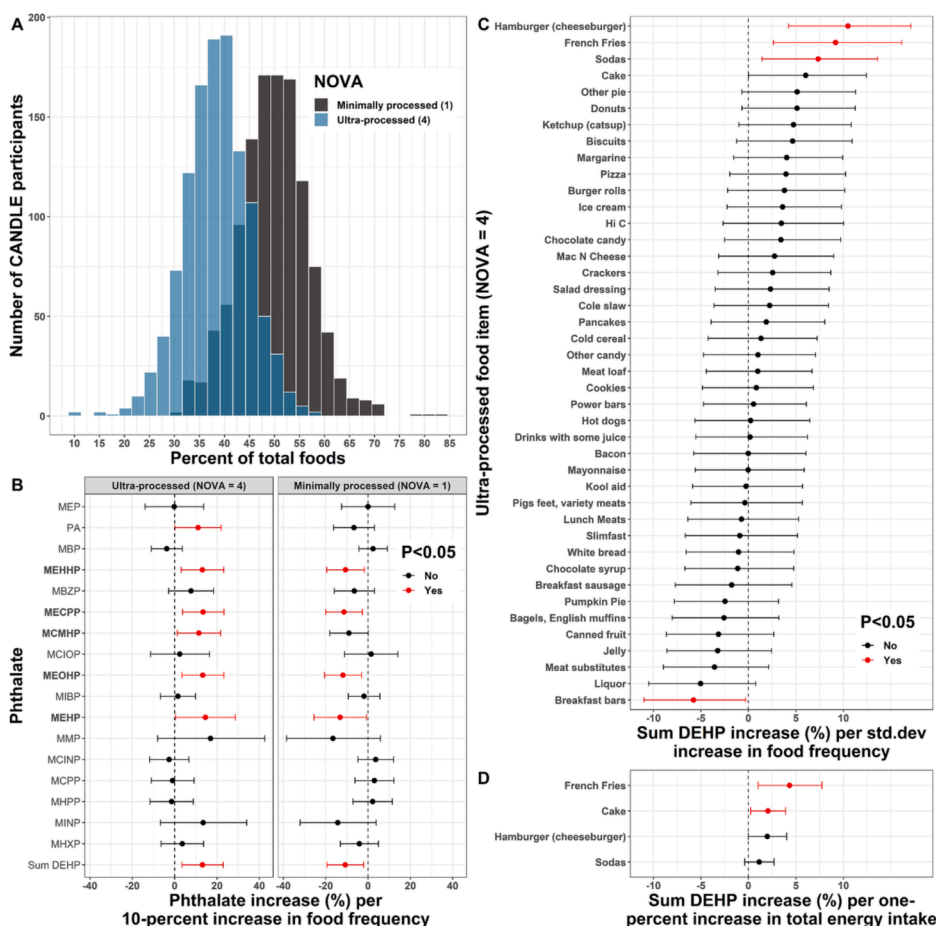 A
Number of CANDLE participants
200
150
100
50
0
NOVA
Minimally processed (1)
Ultra-processed (4)
10 15 20 25 30 35 40 45 50 55 60 65 70 75 80 85
Percent of total foods
B
Phthalate
Ultra-processed (NOVA = 4)
Minimally processed (NOVA = 1)
MEP
PA
MBP
MEHHP
MBZP
MECPP
MCMHP
MCIOP
MEOHP
MIBP
MEHP
MMP
MCINP
MCPP
MHPP
MINP
MHXP
Sum DEHP
P<0.05
No
Yes
-40 -20 0 20 40 -40 -20 0 20 40
Phthalate increase (%) per
10-percent increase in food frequency
C
Ultra-processed food item (NOVA = 4)
Hamburger (cheeseburger)
French Fries
Sodas
Cake
Other pie
Donuts
Ketchup (catsup)
Biscuits
Margarine
Pizza
Burger rolls
Ice cream
Hi C
Chocolate candy
Mac N Cheese
Crackers
Salad dressing
Cole slaw
Pancakes
Cold cereal
Other candy
Meat loaf
Cookies
Power bars
Hot dogs
Drinks with some juice
Bacon
Mayonnaise
Kool aid
Pigs feet, variety meats
Lunch Meats
Slimfast
White bread
Chocolate syrup
Breakfast sausage
Pumpkin Pie
Bagels, English muffins
Canned fruit
Jelly
Meat substitutes
Liquor
Breakfast bars
P<0.05
No
Yes
-10 -5 0 5 10
Sum DEHP increase (%) per std.dev
increase in food frequency
D
French Fries
Cake
Hamburger (cheeseburger)
Sodas
-10 -5 0 5 10
Sum DEHP increase (%) per one-
percent increase in total energy intake